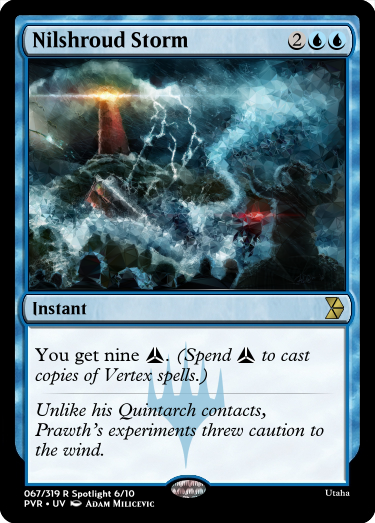 Nilshroud Storm 2
Instant
You get nine . (Spend to cast
copies of Vertex spells.)
Unlike his Quintarch contacts,
Prawth's experiments threw caution to
the wind.
067/319 R Spotlight 6/10
Utaha
PVR • UV Adam Milicevic